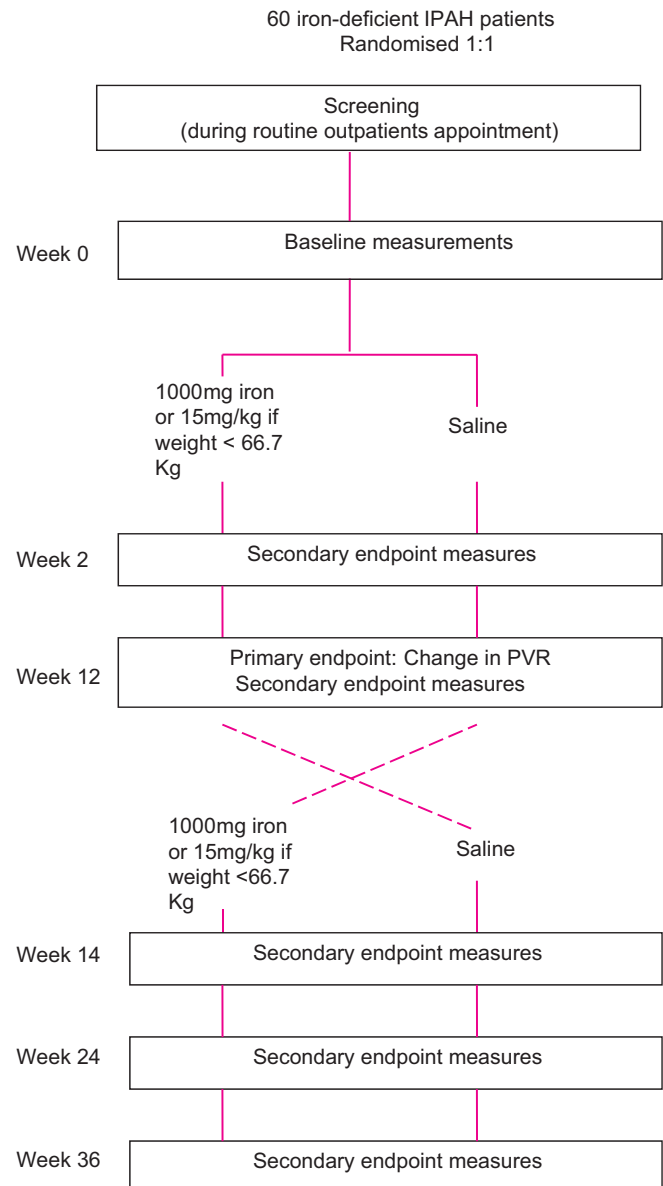 60 iron-deficient IPAH patients
Randomised 1:1
Screening
(during routine outpatients appointment)
Week 0
Baseline measurements
1000mg iron
or 15mg/kg if
weight < 66.7
Kg
Saline
Week 2
Secondary endpoint measures
Week 12
Primary endpoint: Change in PVR
Secondary endpoint measures
1000mg iron
or 15mg/kg if
weight <66.7
Kg
Saline
Week 14
Secondary endpoint measures
Week 24
Secondary endpoint measures
Week 36
Secondary endpoint measures